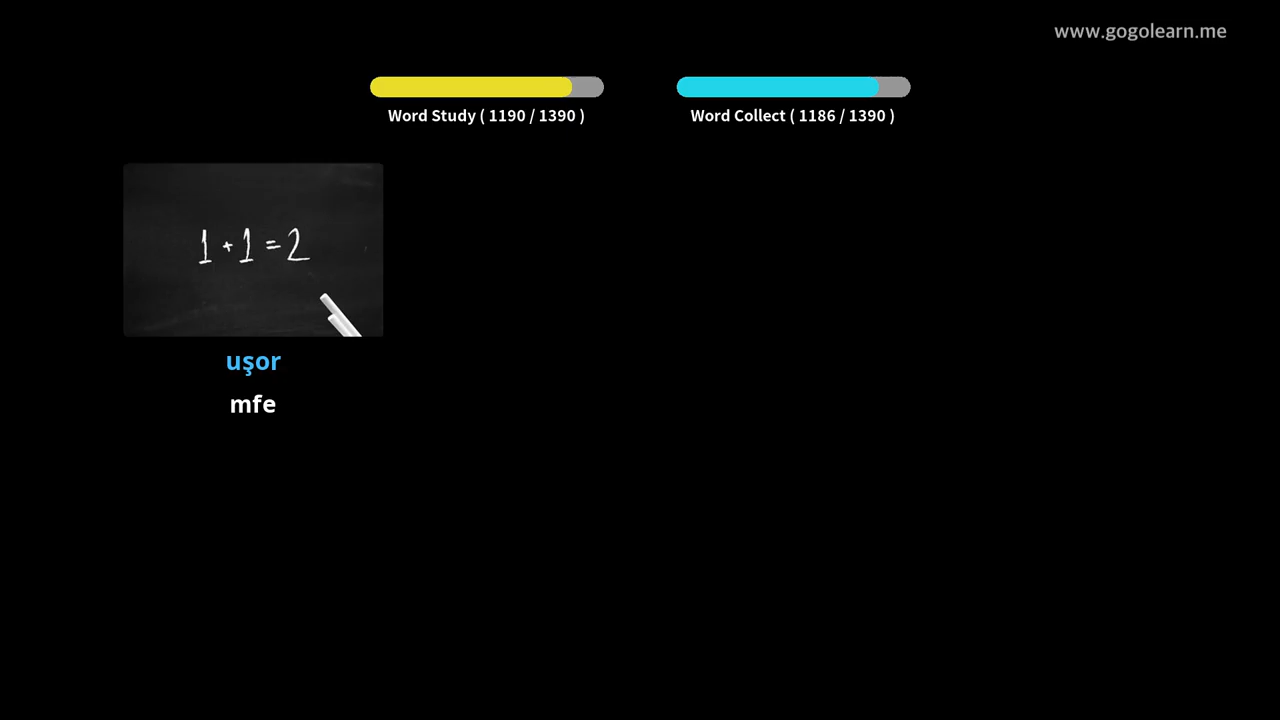 www.gogolearn.me
Word Study ( 1190 / 1390 )
Word Collect ( 1186 / 1390 )
1 + 1 = 2
uşor
mfe